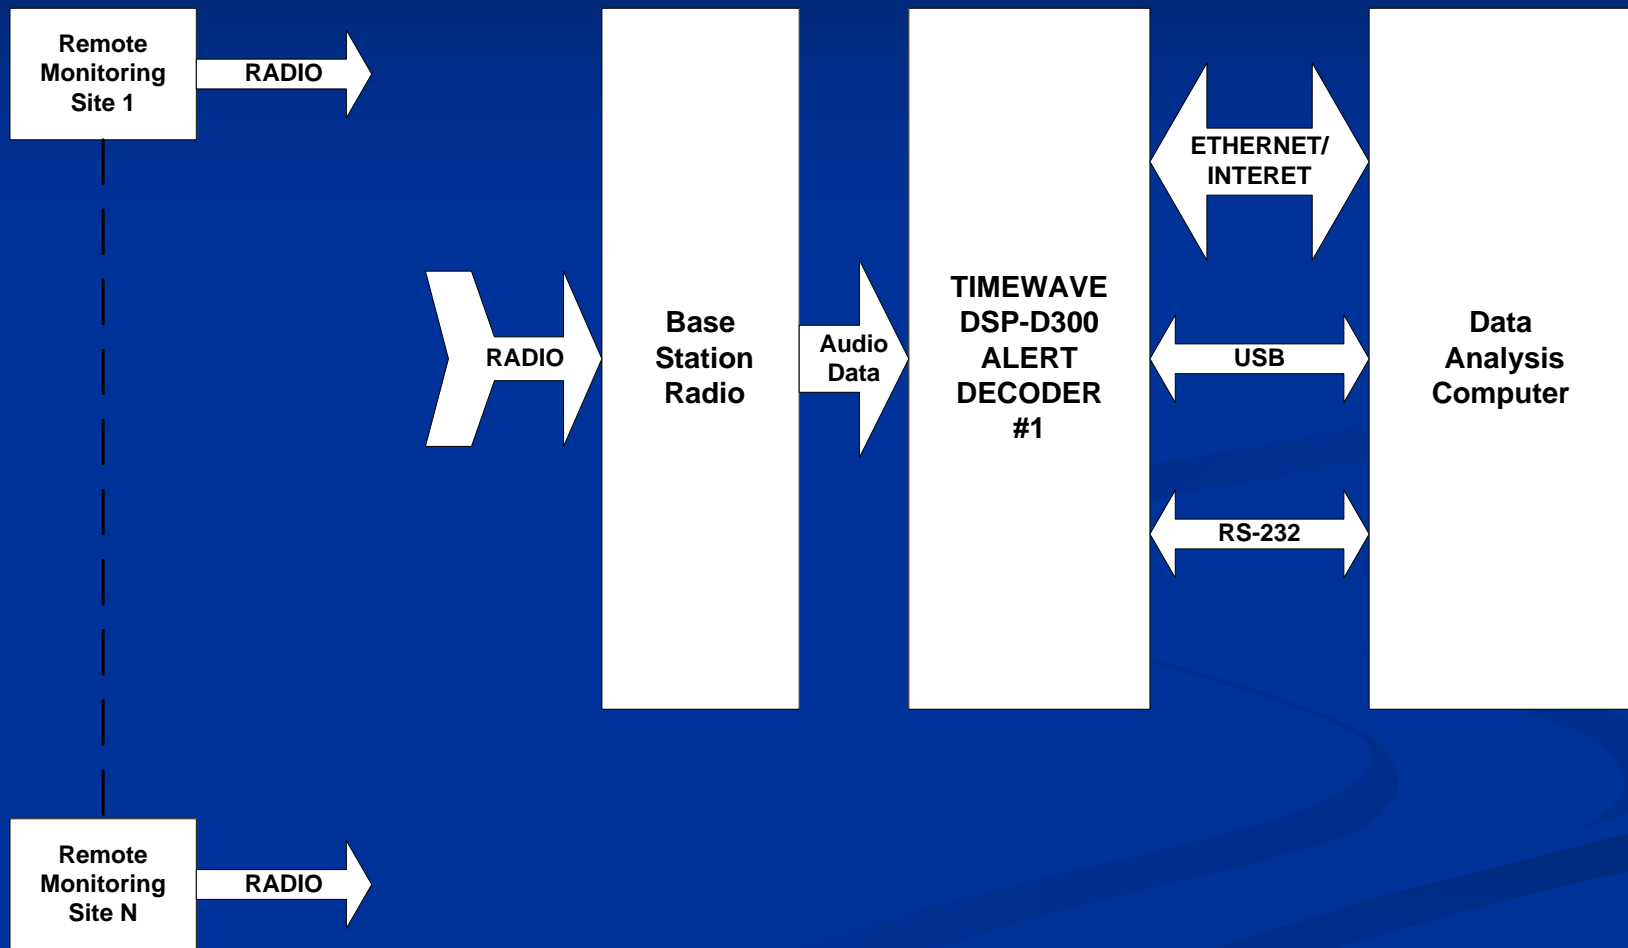 Remote
Monitoring
Site 1
RADIO
RADIO
Base
Station
Radio
Audio
Data
TIMEWAVE
DSP-D300
ALERT
DECODER
#1
ETHERNET/
INTERET
USB
RS-232
Data
Analysis
Computer
Remote
Monitoring
Site N
RADIO